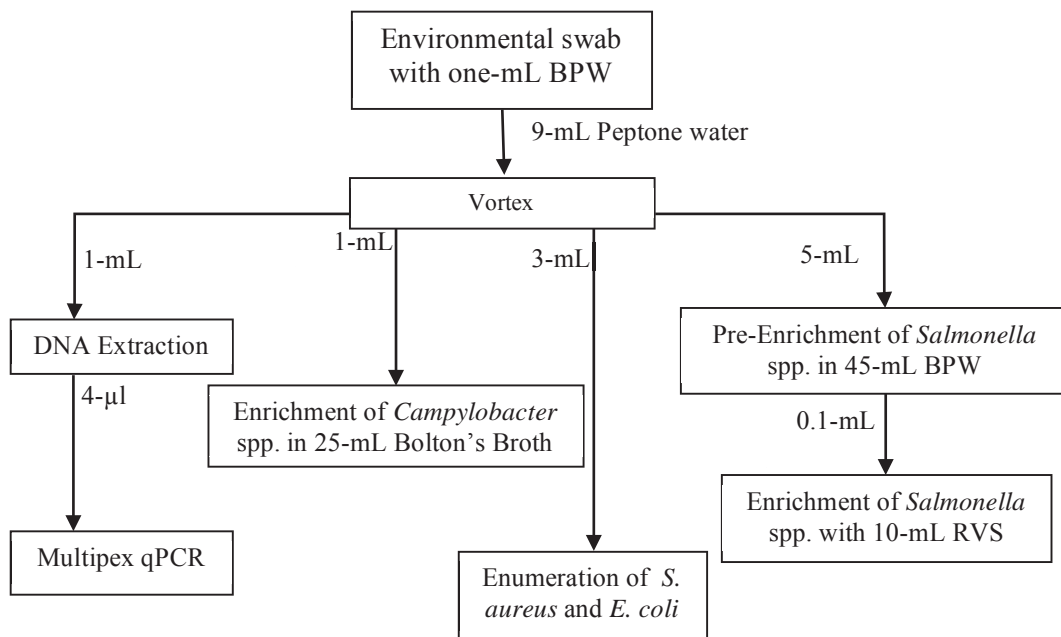 Environmental swab
with one-mL BPW
9-mL Peptone water
Vortex
1-mL
1-mL
3-mL
5-mL
DNA Extraction
4-µl
Multipex qPCR
Enrichment of Campylobacter
spp. in 25-mL Bolton's Broth
Enumeration of S.
aureus and E. coli
Pre-Enrichment of Salmonella
spp. in 45-mL BPW
0.1-mL
Enrichment of Salmonella
spp. with 10-mL RVS